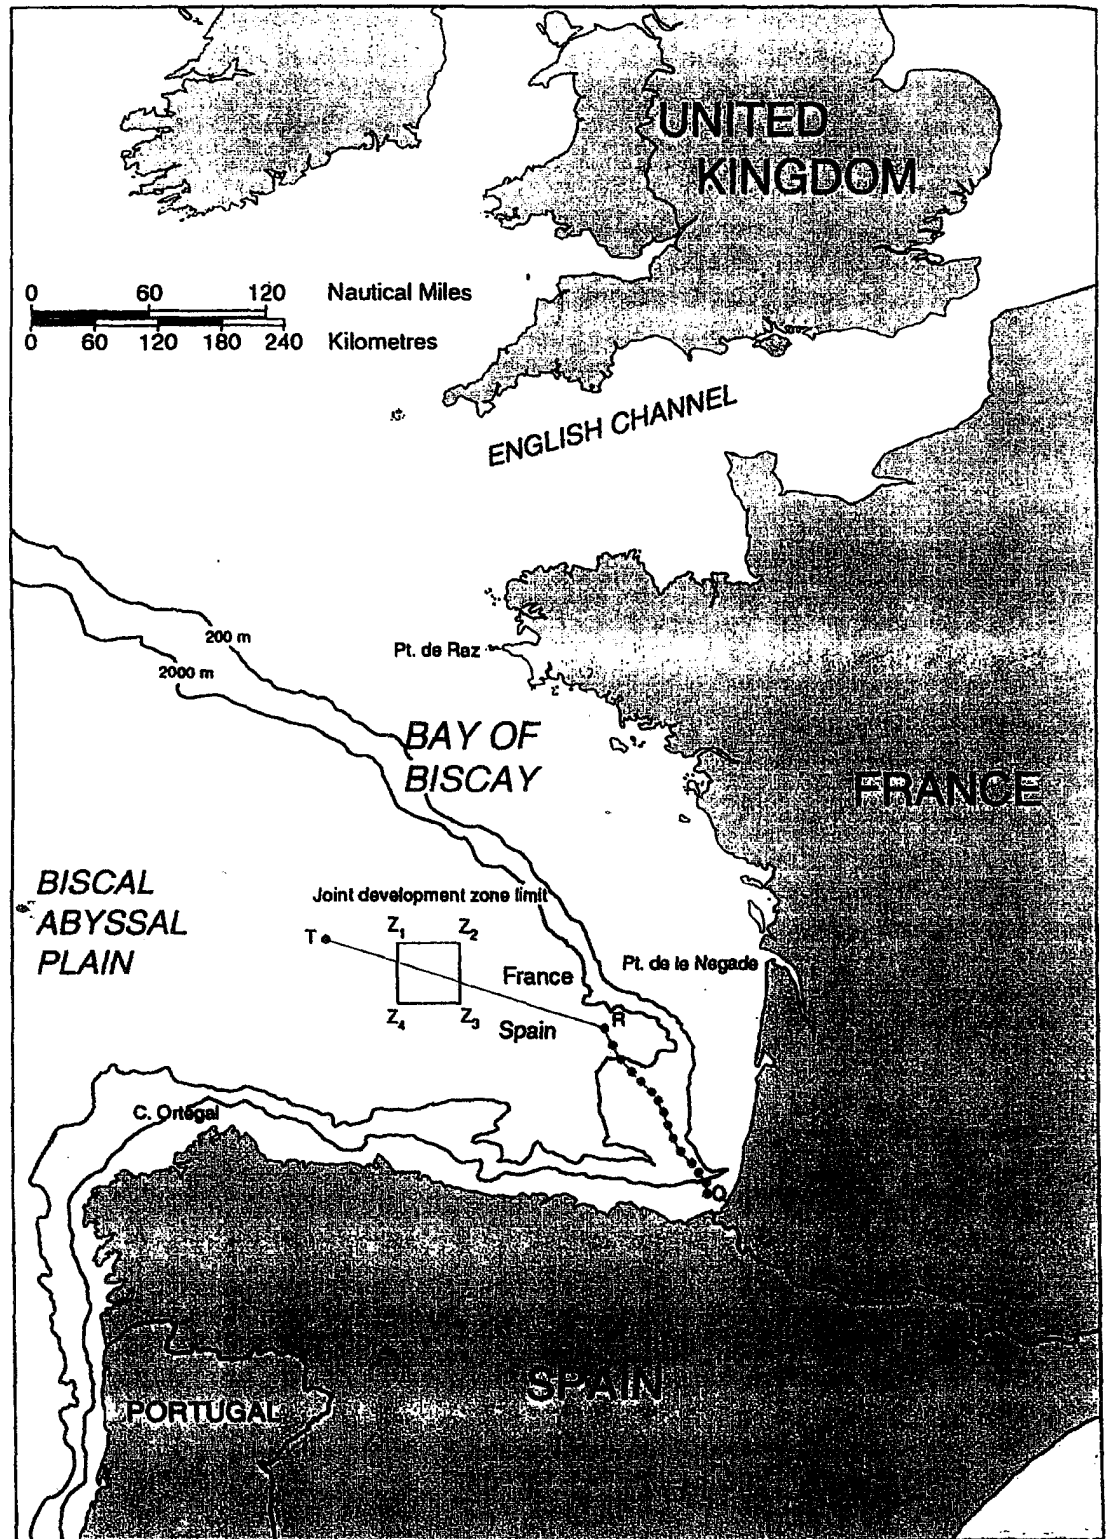 UNITED
KINGDOM
0 60 120 Nautical Miles
0 60 120 180 240 Kilometres
ENGLISH CHANNEL
200 m
2000 m
Pt. de Raz
BAY OF
BISCAY
FRANCE
BISCAL
ABYSSAL
PLAIN
Joint development zone limit
Z1 Z2
T
France
Pt. de le Negade
Z4 Z3
R
Spain
C. Ortegal
Q
SPAIN
PORTUGAL